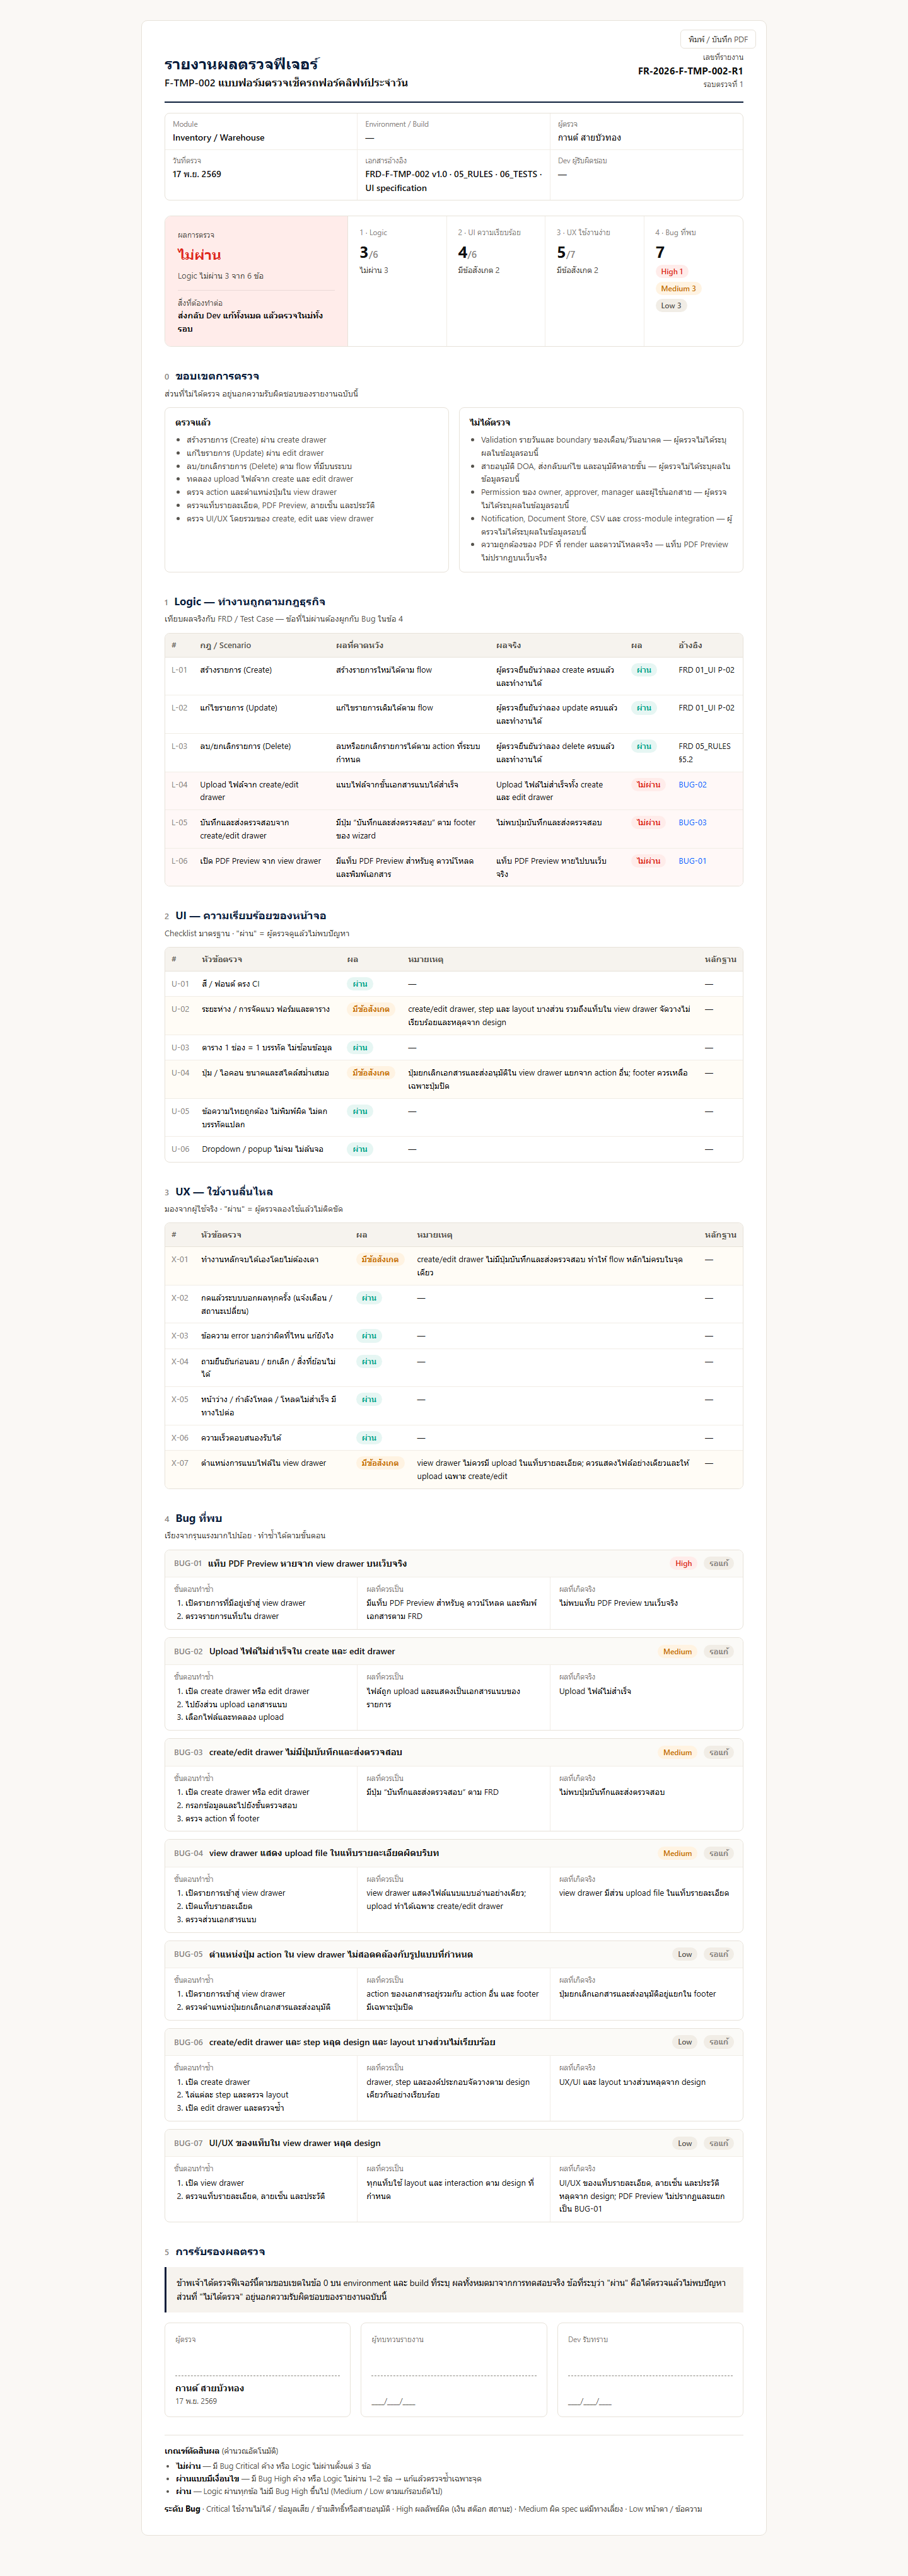 พิมพ์ / บันทึก PDF
รายงานผลตรวจฟีเจอร์
F-TMP-002 แบบฟอร์มตรวจเช็ครถฟอร์คลิฟท์ประจำวัน
เลขที่รายงาน
FR-2026-F-TMP-002-R1
รอบตรวจที่ 1
Module
Inventory / Warehouse
Environment / Build
—
ผู้ตรวจ
กานต์ สายบัวทอง
วันที่ตรวจ
17 พ.ย. 2569
เอกสารอ้างอิง
FRD-F-TMP-002 v1.0 · 05_RULES · 06_TESTS ·
UI specification
Dev ผู้รับผิดชอบ
—
ผลการตรวจ
ไม่ผ่าน
Logic ไม่ผ่าน 3 จาก 6 ข้อ
สิ่งที่ต้องทำต่อ
ส่งกลับ Dev แก้ทั้งหมด แล้วตรวจใหม่ทั้ง
รอบ
1 · Logic
3/6
ไม่ผ่าน 3
2 · UI ความเรียบร้อย
4/6
มีข้อสังเกต 2
3 · UX ใช้งานง่าย
5/7
มีข้อสังเกต 2
4 · Bug ที่พบ
7
High 1
Medium 3
Low 3
0 ขอบเขตการตรวจ
ส่วนที่ไม่ได้ตรวจ อยู่นอกความรับผิดชอบของรายงานฉบับนี้
ตรวจแล้ว
• สร้างรายการ (Create) ผ่าน create drawer
• แก้ไขรายการ (Update) ผ่าน edit drawer
• ลบ/ยกเลิกรายการ (Delete) ตาม flow ที่มีบนระบบ
• ทดลอง upload ไฟล์จาก create และ edit drawer
• ตรวจ action และตำแหน่งปุ่มใน view drawer
• ตรวจแท็บรายละเอียด, PDF Preview, ลายเซ็น และประวัติ
• ตรวจ UI/UX โดยรวมของ create, edit และ view drawer
ไม่ได้ตรวจ
• Validation รายวันและ boundary ของเดือน/วันอนาคต — ผู้ตรวจไม่ได้ระบุ
ผลในข้อมูลรอบนี้
• สายอนุมัติ DOA, ส่งกลับแก้ไข และอนุมัติหลายขั้น — ผู้ตรวจไม่ได้ระบุผลใน
ข้อมูลรอบนี้
• Permission ของ owner, approver, manager และผู้ใช้นอกสาย — ผู้ตรวจ
ไม่ได้ระบุผลในข้อมูลรอบนี้
• Notification, Document Store, CSV และ cross-module integration — ผู้
ตรวจไม่ได้ระบุผลในข้อมูลรอบนี้
• ความถูกต้องของ PDF ที่ render และดาวน์โหลดจริง — แท็บ PDF Preview
ไม่ปรากฏบนเว็บจริง
1 Logic — ทำงานถูกตามกฎธุรกิจ
เทียบผลจริงกับ FRD / Test Case — ข้อที่ไม่ผ่านต้องผูกกับ Bug ในข้อ 4
# กฎ / Scenario ผลที่คาดหวัง ผลจริง ผล อ้างอิง
L-01 สร้างรายการ (Create) สร้างรายการใหม่ได้ตาม flow ผู้ตรวจยืนยันว่าลอง create ครบแล้ว ผ่าน FRD 01_UI P-02
และทำงานได้
L-02 แก้ไขรายการ (Update) แก้ไขรายการเดิมได้ตาม flow ผู้ตรวจยืนยันว่าลอง update ครบแล้ว ผ่าน FRD 01_UI P-02
และทำงานได้
L-03 ลบ/ยกเลิกรายการ (Delete) ลบหรือยกเลิกรายการได้ตาม action ที่ระบบ ผู้ตรวจยืนยันว่าลอง delete ครบแล้ว ผ่าน FRD 05_RULES
กำหนด และทำงานได้ §5.2
L-04 Upload ไฟล์จาก create/edit แนบไฟล์จากขั้นเอกสารแนบได้สำเร็จ Upload ไฟล์ไม่สำเร็จทั้ง create ไม่ผ่าน BUG-02
drawer และ edit drawer
L-05 บันทึกและส่งตรวจสอบจาก มีปุ่ม "บันทึกและส่งตรวจสอบ" ตาม footer ไม่พบปุ่มบันทึกและส่งตรวจสอบ ไม่ผ่าน BUG-03
create/edit drawer ของ wizard
L-06 เปิด PDF Preview จาก view drawer มีแท็บ PDF Preview สำหรับดู ดาวน์โหลด แท็บ PDF Preview หายไปบนเว็บ ไม่ผ่าน BUG-01
และพิมพ์เอกสาร จริง
2 UI — ความเรียบร้อยของหน้าจอ
Checklist มาตรฐาน · "ผ่าน" = ผู้ตรวจดูแล้วไม่พบปัญหา
# หัวข้อตรวจ ผล หมายเหตุ หลักฐาน
U-01 สี / ฟอนต์ ตรง CI ผ่าน — —
U-02 ระยะห่าง / การจัดแนว ฟอร์มและตาราง มีข้อสังเกต create/edit drawer, step และ layout บางส่วน รวมถึงแท็บใน view drawer จัดวางไม่ —
เรียบร้อยและหลุดจาก design
U-03 ตาราง 1 ช่อง = 1 บรรทัด ไม่ซ้อนข้อมูล ผ่าน — —
U-04 ปุ่ม / ไอคอน ขนาดและสไตล์สม่ำเสมอ มีข้อสังเกต ปุ่มยกเลิกเอกสารและส่งอนุมัติใน view drawer แยกจาก action อื่น; footer ควรเหลือ —
เฉพาะปุ่มปิด
U-05 ข้อความไทยถูกต้อง ไม่พิมพ์ผิด ไม่ตก ผ่าน — —
บรรทัดแปลก
U-06 Dropdown / popup ไม่จม ไม่ล้นจอ ผ่าน — —
3 UX — ใช้งานลื่นไหล
มองจากผู้ใช้จริง · "ผ่าน" = ผู้ตรวจลองใช้แล้วไม่ติดขัด
# หัวข้อตรวจ ผล หมายเหตุ หลักฐาน
X-01 ทำงานหลักจบได้เองโดยไม่ต้องเดา มีข้อสังเกต create/edit drawer ไม่มีปุ่มบันทึกและส่งตรวจสอบ ทำให้ flow หลักไม่ครบในจุด —
เดียว
X-02 กดแล้วระบบบอกผลทุกครั้ง (แจ้งเตือน / ผ่าน — —
สถานะเปลี่ยน)
X-03 ข้อความ error บอกว่าผิดที่ไหน แก้ยังไง ผ่าน — —
X-04 ถามยืนยันก่อนลบ / ยกเลิก / สิ่งที่ย้อนไม่ ผ่าน — —
ได้
X-05 หน้าว่าง / กำลังโหลด / โหลดไม่สำเร็จ มี ผ่าน — —
ทางไปต่อ
X-06 ความเร็วตอบสนองรับได้ ผ่าน — —
X-07 ตำแหน่งการแนบไฟล์ใน view drawer มีข้อสังเกต view drawer ไม่ควรมี upload ในแท็บรายละเอียด; ควรแสดงไฟล์อย่างเดียวและให้ —
upload เฉพาะ create/edit
4 Bug ที่พบ
เรียงจากรุนแรงมากไปน้อย · ทำซ้ำได้ตามขั้นตอน
BUG-01 แท็บ PDF Preview หายจาก view drawer บนเว็บจริง High รอแก้
ขั้นตอนทำซ้ำ
1. เปิดรายการที่มีอยู่เข้าสู่ view drawer
2. ตรวจรายการแท็บใน drawer
ผลที่ควรเป็น
มีแท็บ PDF Preview สำหรับดู ดาวน์โหลด และพิมพ์
เอกสารตาม FRD
ผลที่เกิดจริง
ไม่พบแท็บ PDF Preview บนเว็บจริง
BUG-02 Upload ไฟล์ไม่สำเร็จใน create และ edit drawer Medium รอแก้
ขั้นตอนทำซ้ำ
1. เปิด create drawer หรือ edit drawer
2. ไปยังส่วน upload เอกสารแนบ
3. เลือกไฟล์และทดลอง upload
ผลที่ควรเป็น
ไฟล์ถูก upload และแสดงเป็นเอกสารแนบของ
รายการ
ผลที่เกิดจริง
Upload ไฟล์ไม่สำเร็จ
BUG-03 create/edit drawer ไม่มีปุ่มบันทึกและส่งตรวจสอบ Medium รอแก้
ขั้นตอนทำซ้ำ
1. เปิด create drawer หรือ edit drawer
2. กรอกข้อมูลและไปยังขั้นตรวจสอบ
3. ตรวจ action ที่ footer
ผลที่ควรเป็น
มีปุ่ม "บันทึกและส่งตรวจสอบ" ตาม FRD
ผลที่เกิดจริง
ไม่พบปุ่มบันทึกและส่งตรวจสอบ
BUG-04 view drawer แสดง upload file ในแท็บรายละเอียดผิดบริบท Medium รอแก้
ขั้นตอนทำซ้ำ
1. เปิดรายการเข้าสู่ view drawer
2. เปิดแท็บรายละเอียด
3. ตรวจส่วนเอกสารแนบ
ผลที่ควรเป็น
view drawer แสดงไฟล์แนบแบบอ่านอย่างเดียว;
upload ทำได้เฉพาะ create/edit drawer
ผลที่เกิดจริง
view drawer มีส่วน upload file ในแท็บรายละเอียด
BUG-05 ตำแหน่งปุ่ม action ใน view drawer ไม่สอดคล้องกับรูปแบบที่กำหนด Low รอแก้
ขั้นตอนทำซ้ำ
1. เปิดรายการเข้าสู่ view drawer
2. ตรวจตำแหน่งปุ่มยกเลิกเอกสารและส่งอนุมัติ
ผลที่ควรเป็น
action ของเอกสารอยู่รวมกับ action อื่น และ footer
มีเฉพาะปุ่มปิด
ผลที่เกิดจริง
ปุ่มยกเลิกเอกสารและส่งอนุมัติอยู่แยกใน footer
BUG-06 create/edit drawer และ step หลุด design และ layout บางส่วนไม่เรียบร้อย Low รอแก้
ขั้นตอนทำซ้ำ
1. เปิด create drawer
2. ไล่แต่ละ step และตรวจ layout
3. เปิด edit drawer และตรวจซ้ำ
ผลที่ควรเป็น
drawer, step และองค์ประกอบจัดวางตาม design
เดียวกันอย่างเรียบร้อย
ผลที่เกิดจริง
UX/UI และ layout บางส่วนหลุดจาก design
BUG-07 UI/UX ของแท็บใน view drawer หลุด design Low รอแก้
ขั้นตอนทำซ้ำ
1. เปิด view drawer
2. ตรวจแท็บรายละเอียด, ลายเซ็น และประวัติ
ผลที่ควรเป็น
ทุกแท็บใช้ layout และ interaction ตาม design ที่
กำหนด
ผลที่เกิดจริง
UI/UX ของแท็บรายละเอียด, ลายเซ็น และประวัติ
หลุดจาก design; PDF Preview ไม่ปรากฏและแยก
เป็น BUG-01
5 การรับรองผลตรวจ
ข้าพเจ้าได้ตรวจฟีเจอร์นี้ตามขอบเขตในข้อ 0 บน environment และ build ที่ระบุ ผลทั้งหมดมาจากการทดสอบจริง ข้อที่ระบุว่า "ผ่าน" คือได้ตรวจแล้วไม่พบปัญหา
ส่วนที่ "ไม่ได้ตรวจ" อยู่นอกความรับผิดชอบของรายงานฉบับนี้
ผู้ตรวจ
กานต์ สายบัวทอง
17 พ.ย. 2569
ผู้ทบทวนรายงาน
___/___/___
Dev รับทราบ
___/___/___
เกณฑ์ตัดสินผล (คำนวณอัตโนมัติ)
• ไม่ผ่าน — มี Bug Critical ค้าง หรือ Logic ไม่ผ่านตั้งแต่ 3 ข้อ
• ผ่านแบบมีเงื่อนไข — มี Bug High ค้าง หรือ Logic ไม่ผ่าน 1–2 ข้อ → แก้แล้วตรวจซ้ำเฉพาะจุด
• ผ่าน — Logic ผ่านทุกข้อ ไม่มี Bug High ขึ้นไป (Medium / Low ตามแก้รอบถัดไป)
ระดับ Bug · Critical ใช้งานไม่ได้ / ข้อมูลเสีย / ข้ามสิทธิ์หรือสายอนุมัติ · High ผลลัพธ์ผิด (เงิน สต็อก สถานะ) · Medium ผิด spec แต่มีทางเลี่ยง · Low หน้าตา / ข้อความ